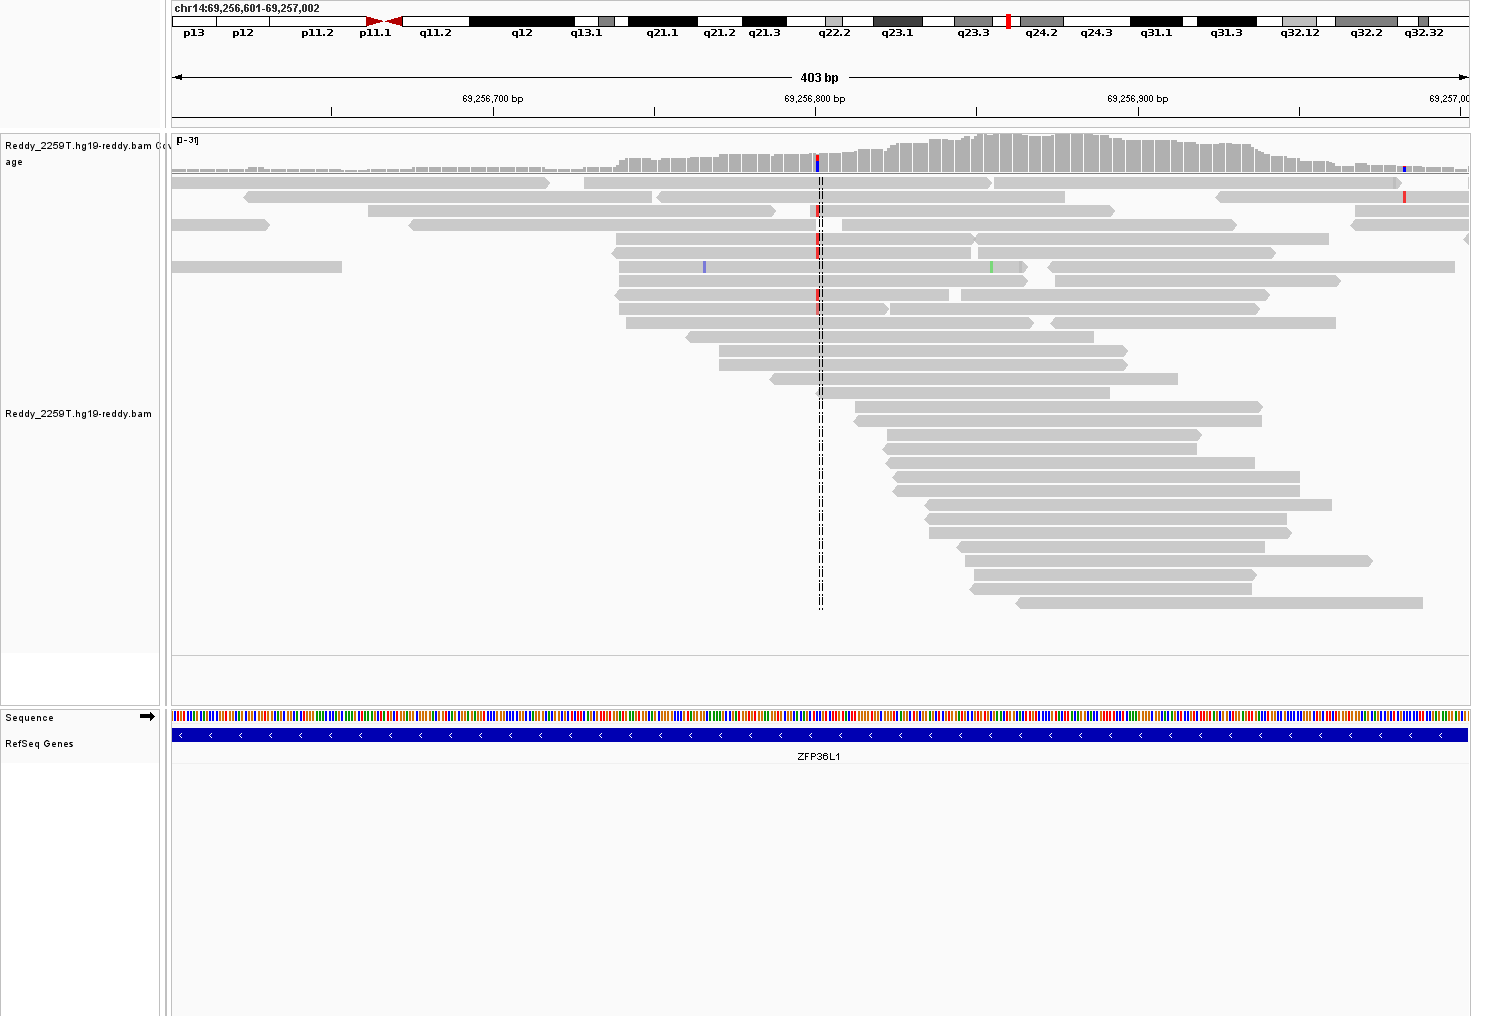 chr14:69,256,601-69,257,002
p13 p12 p11.2 p11.1 q11.2 q12 q13.1 q21.1 q21.2 q21.3 q22.2 q23.1 q23.3 q24.2 q24.3 q31.1 q31.3 q32.12 q32.2 q32.32
403 bp
69,256,700 bp 69,256,800 bp 69,256,900 bp 69,257,00
[0-31]
Reddy_2259T.hg19-reddy.bam Cov
age
Reddy_2259T.hg19-reddy.bam
Sequence
RefSeq Genes
ZFP36L1